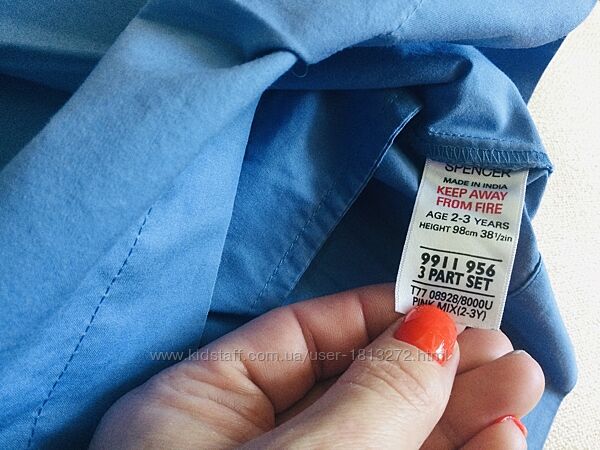 SPENCER
MADE IN INDIA
KEEP AWAY
FROM FIRE
AGE 2-3 YEARS
HEIGHT 98cm 38½in
9911 956
3 PART SET
T77 08928/8000U
PINK MIX(2-3Y)
www.kidstaff.com.ua/user-1813272.html